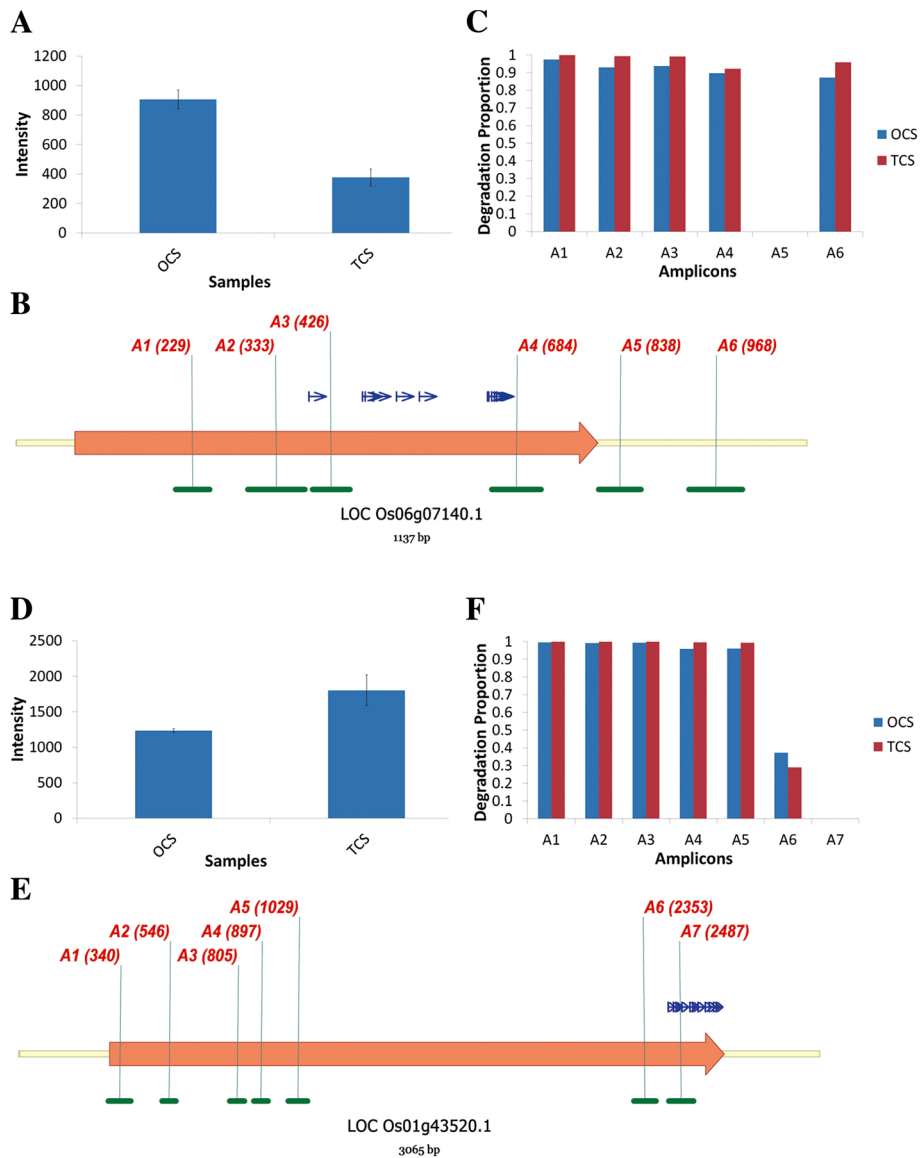 A
1200
1000
800
600
400
200
0
Intensity
OCS
TCS
Samples
C
1
0.9
0.8
0.7
0.6
0.5
0.4
0.3
0.2
0.1
0
Degradation Proportion
A1 A2 A3 A4 A5 A6
Amplicons
OCS
TCS
B
A3 (426)
A1 (229) A2 (333) A4 (684) A5 (838) A6 (968)
LOC Os06g07140.1
1137 bp
D
2500
2000
1500
1000
500
0
Intensity
OCS
TCS
Samples
F
1
0.9
0.8
0.7
0.6
0.5
0.4
0.3
0.2
0.1
0
Degradation Proportion
A1 A2 A3 A4 A5 A6 A7
Amplicons
OCS
TCS
E
A5 (1029) A6 (2353)
A2 (546) A4 (897) A7 (2487)
A1 (340) A3 (805)
LOC Os01g43520.1
3065 bp